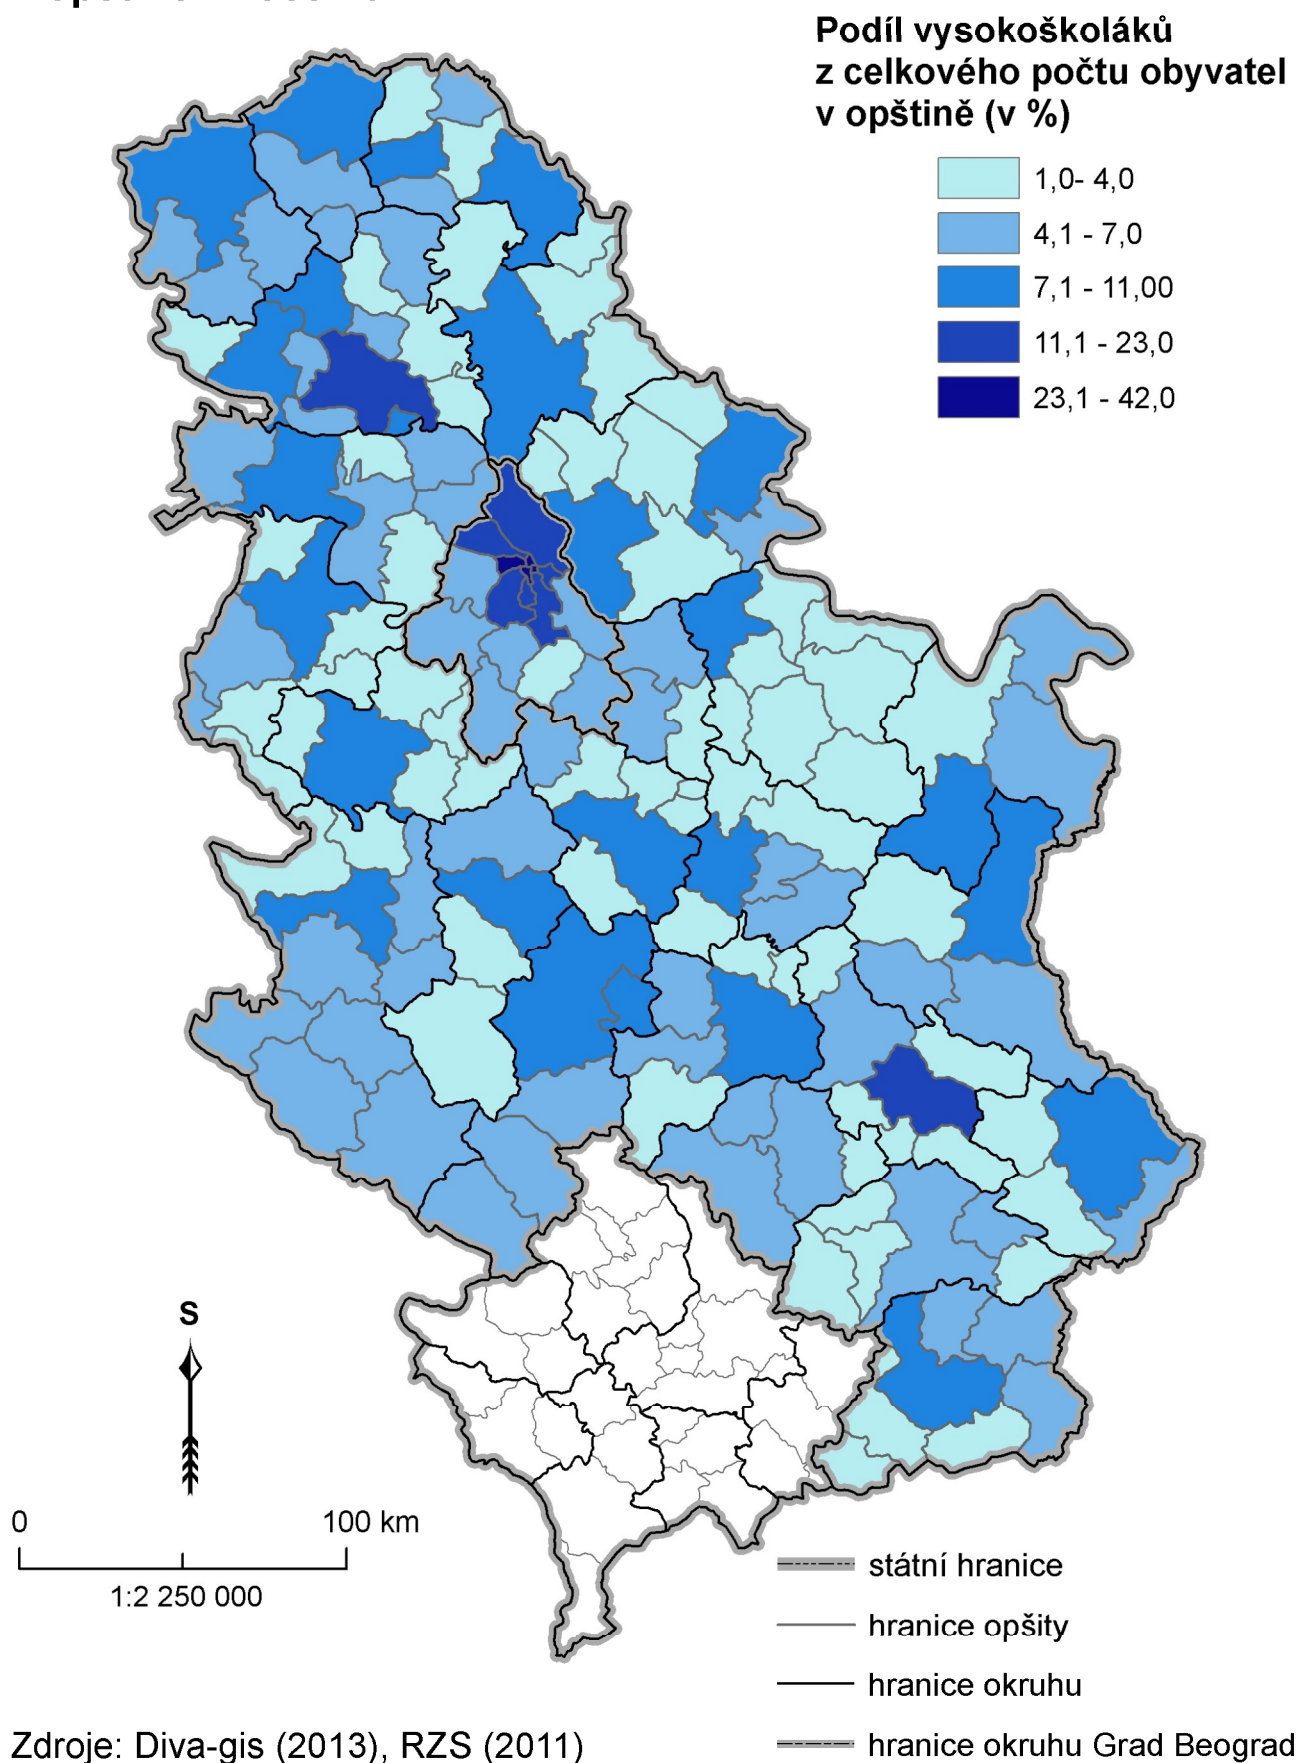 Podíl vysokoškoláků
z celkového počtu obyvatel
v opštině (v %)
1,0- 4,0
4,1 - 7,0
7,1 - 11,00
11,1 - 23,0
23,1 - 42,0
S
0 100 km
1:2 250 000
státní hranice
hranice opšity
hranice okruhu
hranice okruhu Grad Beograd
Zdroje: Diva-gis (2013), RZS (2011)